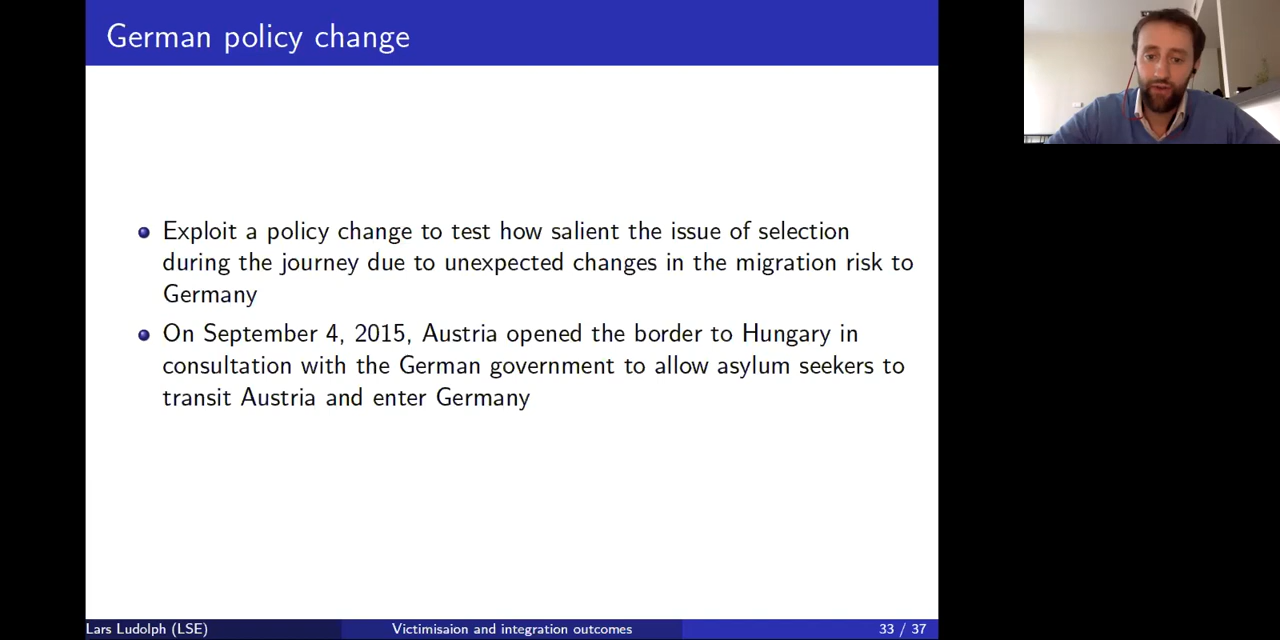 German policy change
Exploit a policy change to test how salient the issue of selection
during the journey due to unexpected changes in the migration risk to
Germany
On September 4, 2015, Austria opened the border to Hungary in
consultation with the German government to allow asylum seekers to
transit Austria and enter Germany
Lars Ludolph (LSE) Victimisaion and integration outcomes 33 / 37